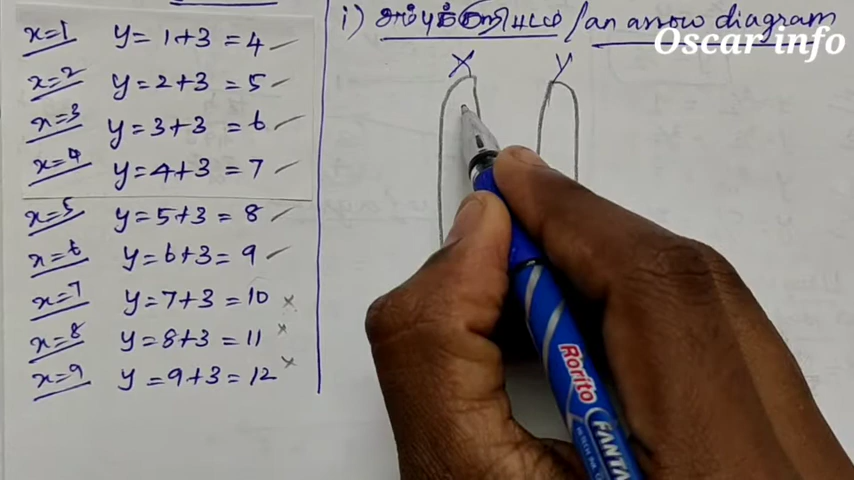 x=1 y=1+3=4
x=2 y=2+3=5
x=3 y=3+3=6
x=4 y=4+3=7
x=5 y=5+3=8
x=6 y=6+3=9
x=7 y=7+3=10 ×
x=8 y=8+3=11 ×
x=9 y=9+3=12 ×
i) /an arrow diagram
Oscar info
X Y
Rorito
FANTA